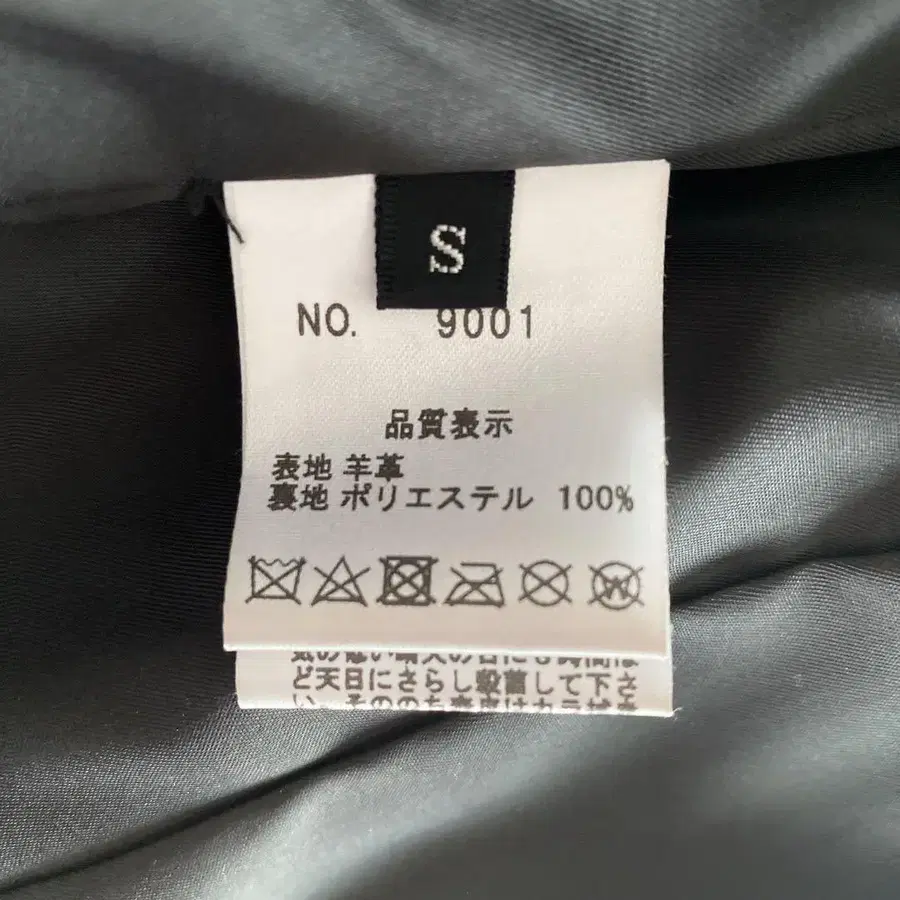 S
NO. 9001
品質表示
表地 羊革
裏地 ポリエステル 100%
W
ど天日にさらし殺菌して下さ